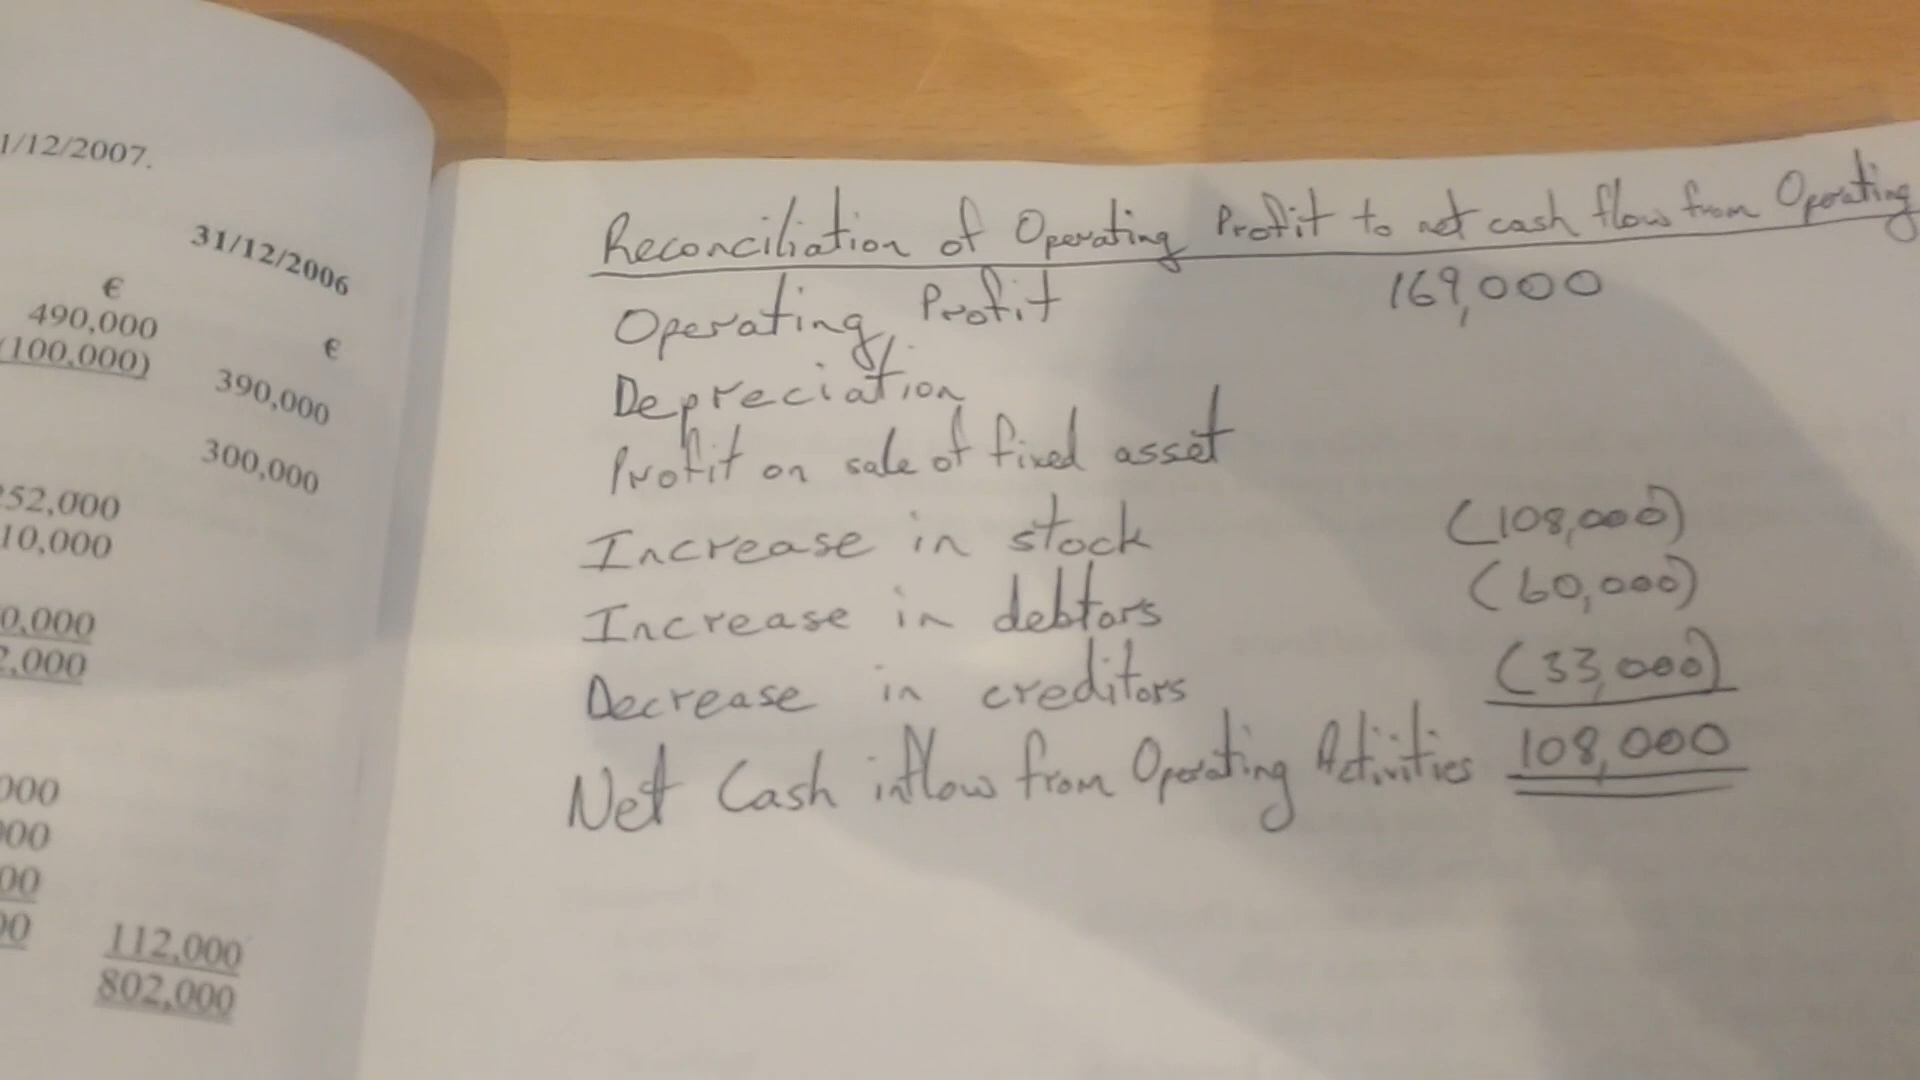 1/12/2007.
31/12/2006
€ €
490,000
(100,000) 390,000
300,000
252,000
10,000
0,000
2,000
000
000
00
00 112,000
802,000
Reconciliation of Operating Profit to net cash flow from Operating
Operating Profit 169,000
Depreciation
Profit on sale of fixed asset
Increase in stock (108,000)
Increase in debtors (60,000)
Decrease in creditors (33,000)
Net Cash inflow from Operating Activities 108,000